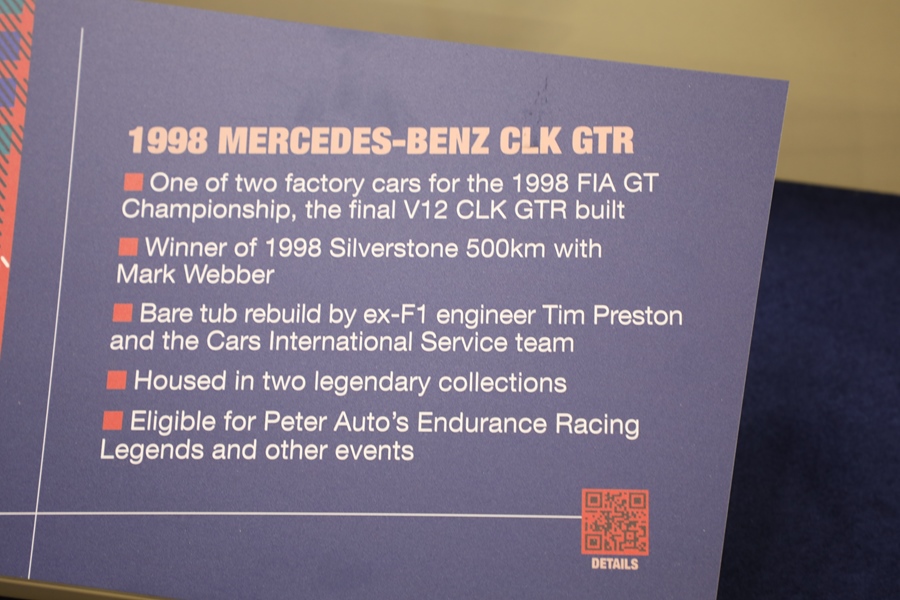 1998 MERCEDES-BENZ CLK GTR
One of two factory cars for the 1998 FIA GT
Championship, the final V12 CLK GTR built
Winner of 1998 Silverstone 500km with
Mark Webber
Bare tub rebuild by ex-F1 engineer Tim Preston
and the Cars International Service team
Housed in two legendary collections
Eligible for Peter Auto's Endurance Racing
Legends and other events
DETAILS